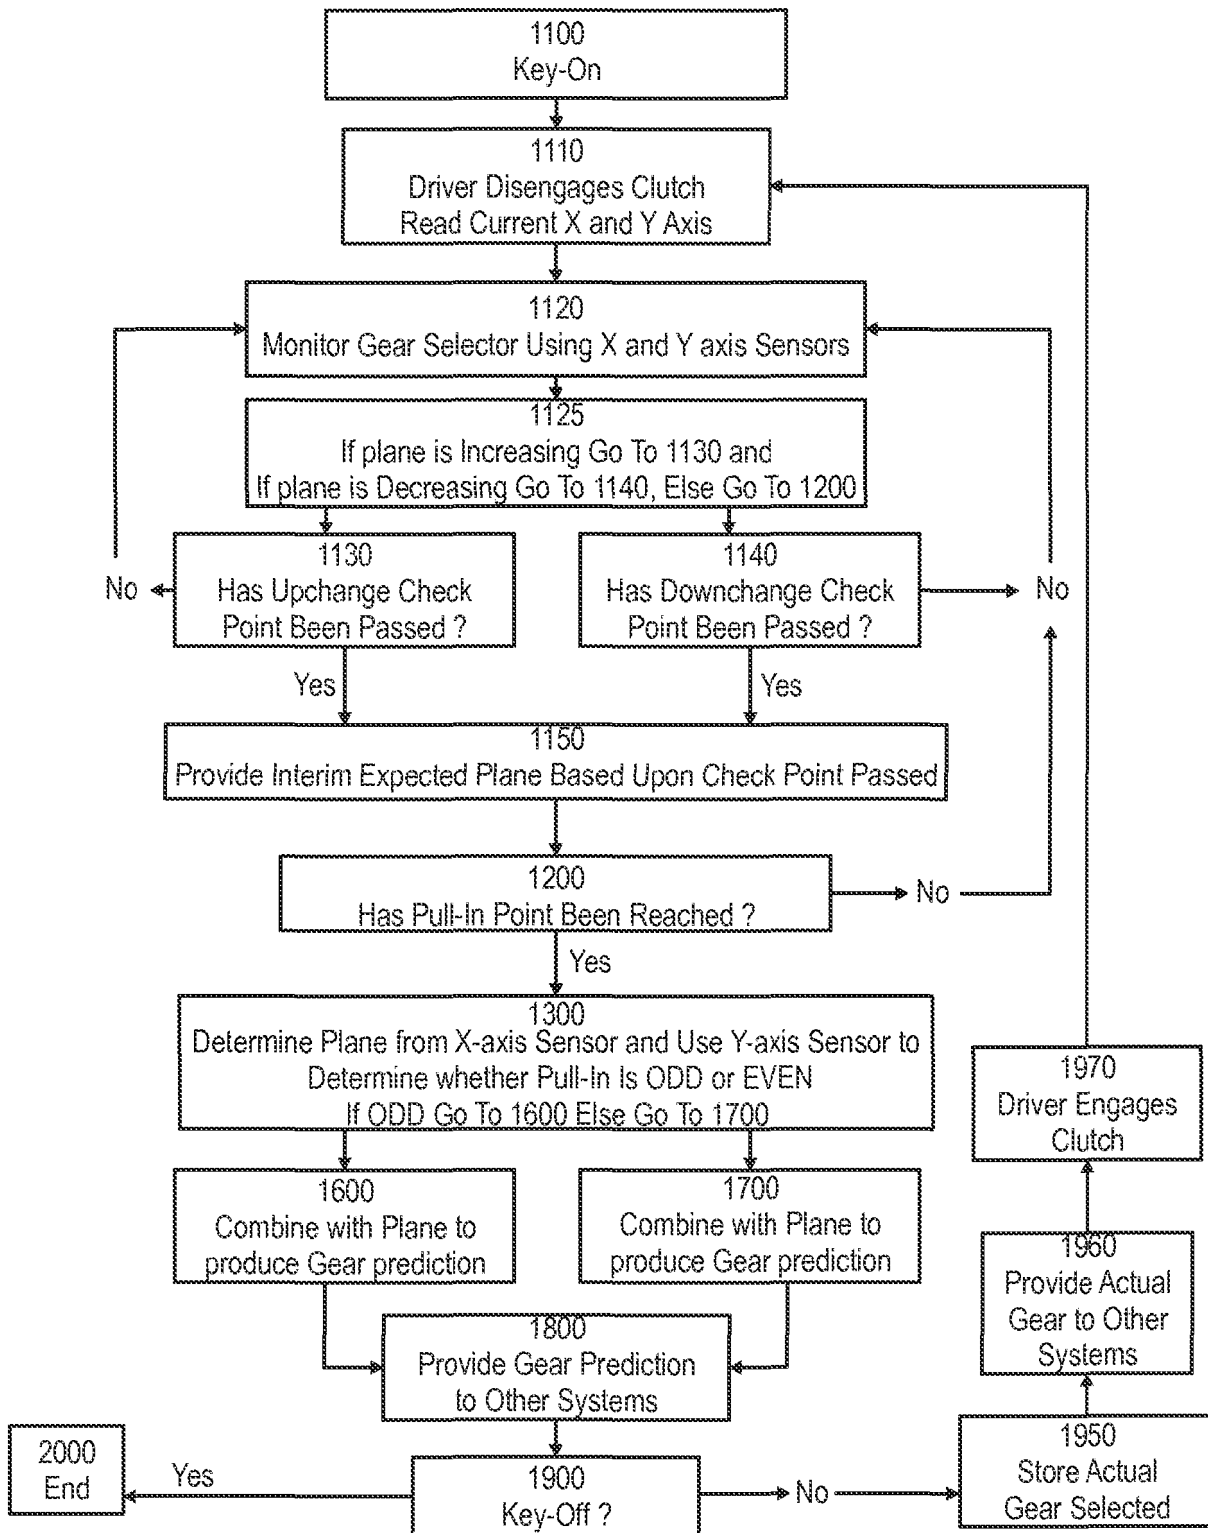 1100
Key-On
1110
Driver Disengages Clutch
Read Current X and Y Axis
1120
Monitor Gear Selector Using X and Y axis Sensors
1125
If plane is Increasing Go To 1130 and
If plane is Decreasing Go To 1140, Else Go To 1200
1130
Has Upchange Check
Point Been Passed ?
No
1140
Has Downchange Check
Point Been Passed ?
No
Yes
Yes
1150
Provide Interim Expected Plane Based Upon Check Point Passed
1200
Has Pull-In Point Been Reached ?
No
Yes
1300
Determine Plane from X-axis Sensor and Use Y-axis Sensor to
Determine whether Pull-In Is ODD or EVEN
If ODD Go To 1600 Else Go To 1700
1600
Combine with Plane to
produce Gear prediction
1700
Combine with Plane to
produce Gear prediction
1800
Provide Gear Prediction
to Other Systems
1900
Key-Off ?
Yes
2000
End
No
1950
Store Actual
Gear Selected
1960
Provide Actual
Gear to Other
Systems
1970
Driver Engages
Clutch